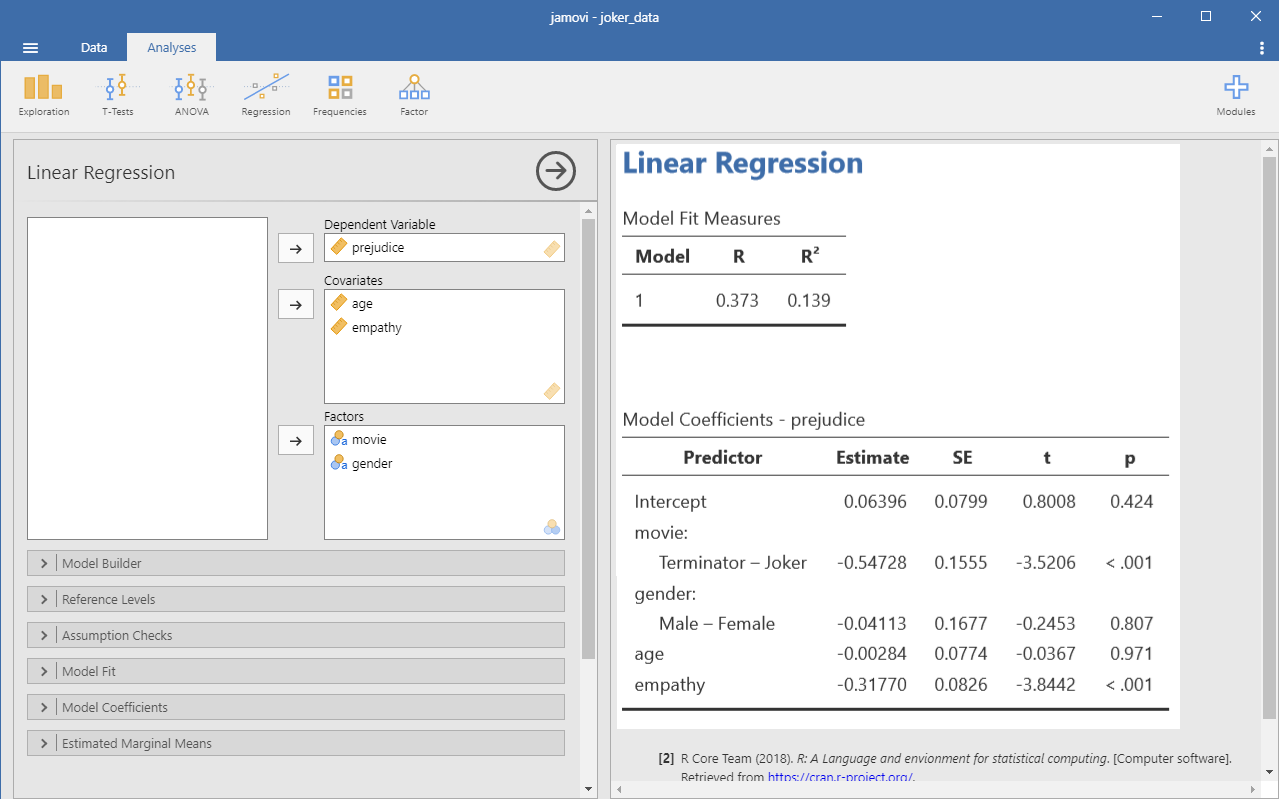 jamovi - joker_data
Data Analyses
Exploration T-Tests ANOVA Regression Frequencies Factor Modules
Linear Regression
Dependent Variable
prejudice
Covariates
age
empathy
Factors
movie
gender
Model Builder
Reference Levels
Assumption Checks
Model Fit
Model Coefficients
Estimated Marginal Means
Linear Regression
Model Fit Measures
Model R R²
1 0.373 0.139
Model Coefficients - prejudice
Predictor Estimate SE t p
Intercept 0.06396 0.0799 0.8008 0.424
movie:
Terminator – Joker -0.54728 0.1555 -3.5206 < .001
gender:
Male – Female -0.04113 0.1677 -0.2453 0.807
age -0.00284 0.0774 -0.0367 0.971
empathy -0.31770 0.0826 -3.8442 < .001
[2] R Core Team (2018). R: A Language and envionment for statistical computing. [Computer software].
Retrieved from https://cran.r-project.org/.